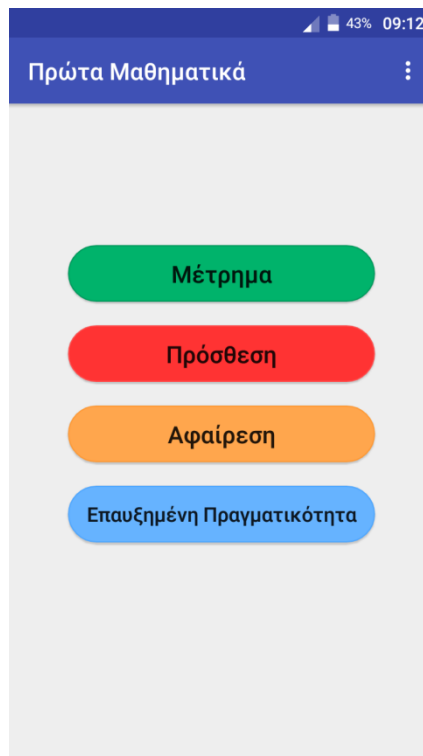 43% 09:12
Πρώτα Μαθηματικά
Μέτρημα
Πρόσθεση
Αφαίρεση
Επαυξημένη Πραγματικότητα